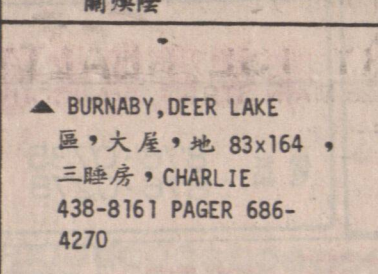 ▲ BURNABY,DEER LAKE
區,大屋,地 83x164 ,
三睡房,CHARLIE
438-8161 PAGER 686-
4270